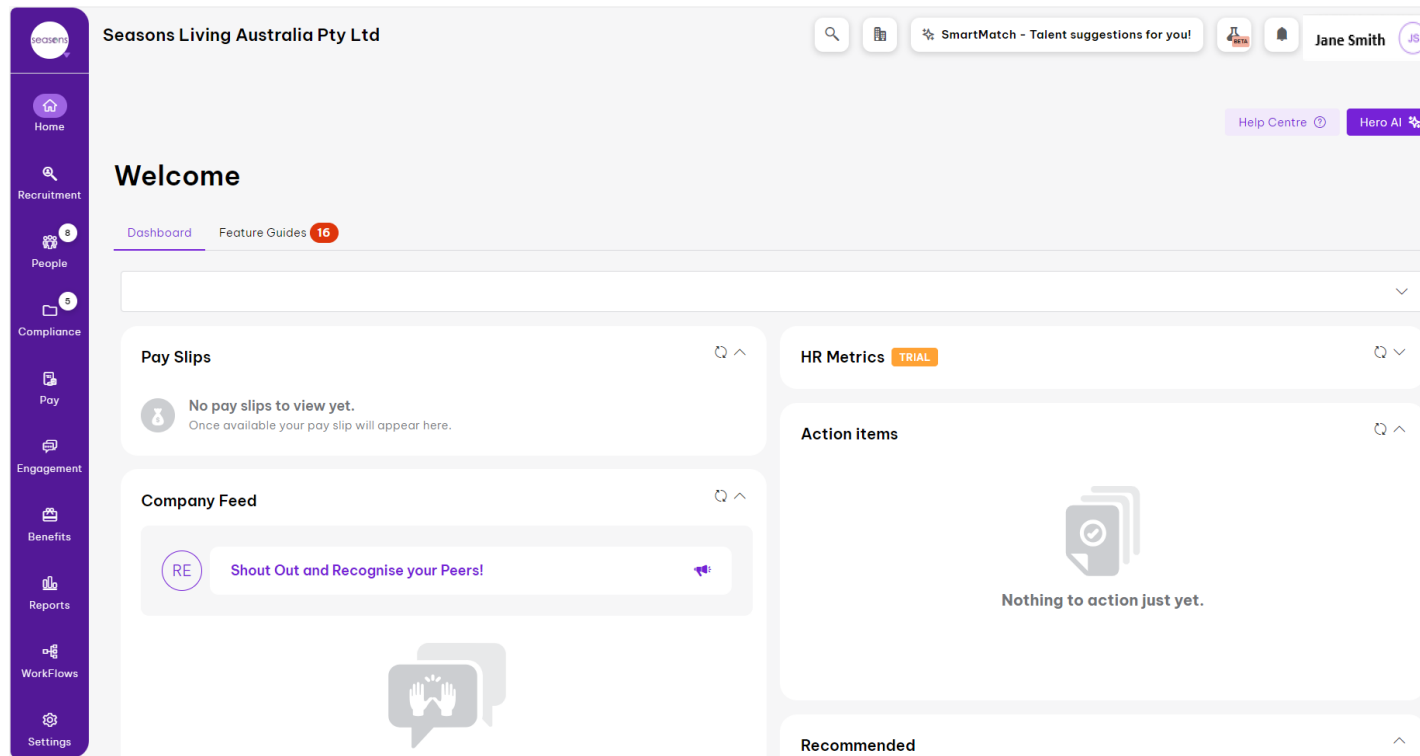 seasons
Seasons Living Australia Pty Ltd
SmartMatch - Talent suggestions for you!
BETA
Jane Smith
JS
Home
Help Centre
Hero AI
Welcome
Recruitment
Dashboard
Feature Guides 16
8
People
5
Compliance
Pay Slips
HR Metrics TRIAL
Pay
No pay slips to view yet.
Once available your pay slip will appear here.
Action items
Engagement
Company Feed
Benefits
RE
Shout Out and Recognise your Peers!
Reports
Nothing to action just yet.
WorkFlows
Settings
Recommended